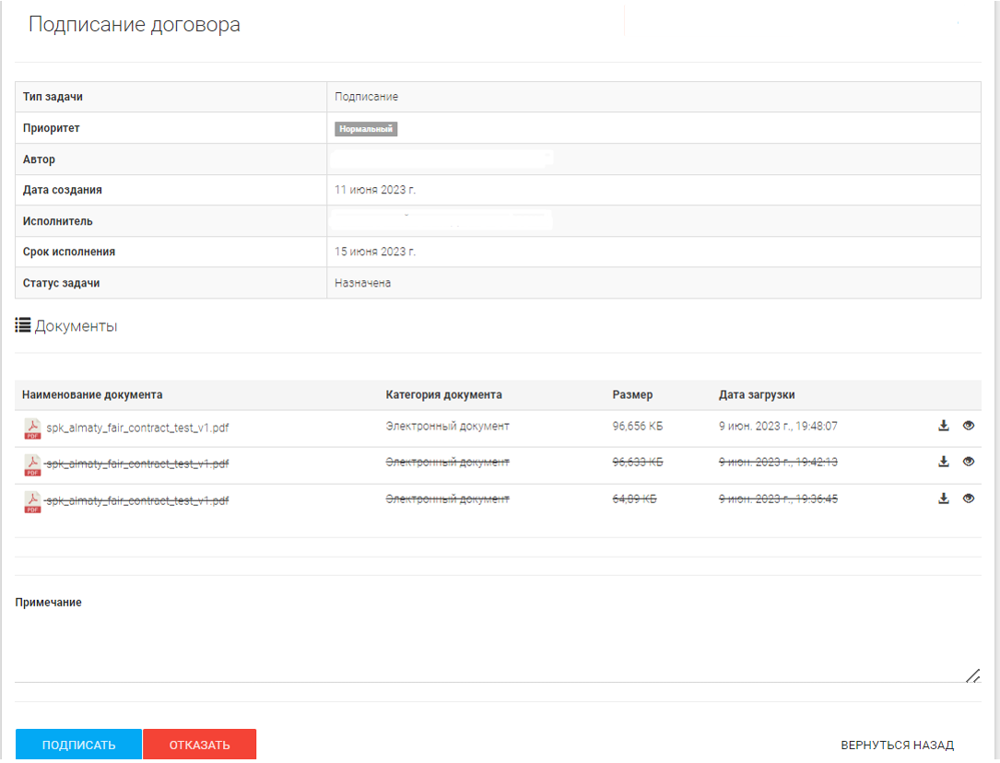 Подписание договора
Тип задачи Подписание
Приоритет Нормальный
Автор
Дата создания 11 июня 2023 г.
Исполнитель
Срок исполнения 15 июня 2023 г.
Статус задачи Назначена
Документы
Наименование документа Категория документа Размер Дата загрузки
PDF spk_almaty_fair_contract_test_v1.pdf Электронный документ 96,656 КБ 9 июн. 2023 г., 19:48:07
PDF spk_almaty_fair_contract_test_v1.pdf Электронный документ 96,633 КБ 9 июн. 2023 г., 19:42:13
PDF spk_almaty_fair_contract_test_v1.pdf Электронный документ 64,89 КБ 9 июн. 2023 г., 19:36:45
Примечание
ПОДПИСАТЬ ОТКАЗАТЬ ВЕРНУТЬСЯ НАЗАД